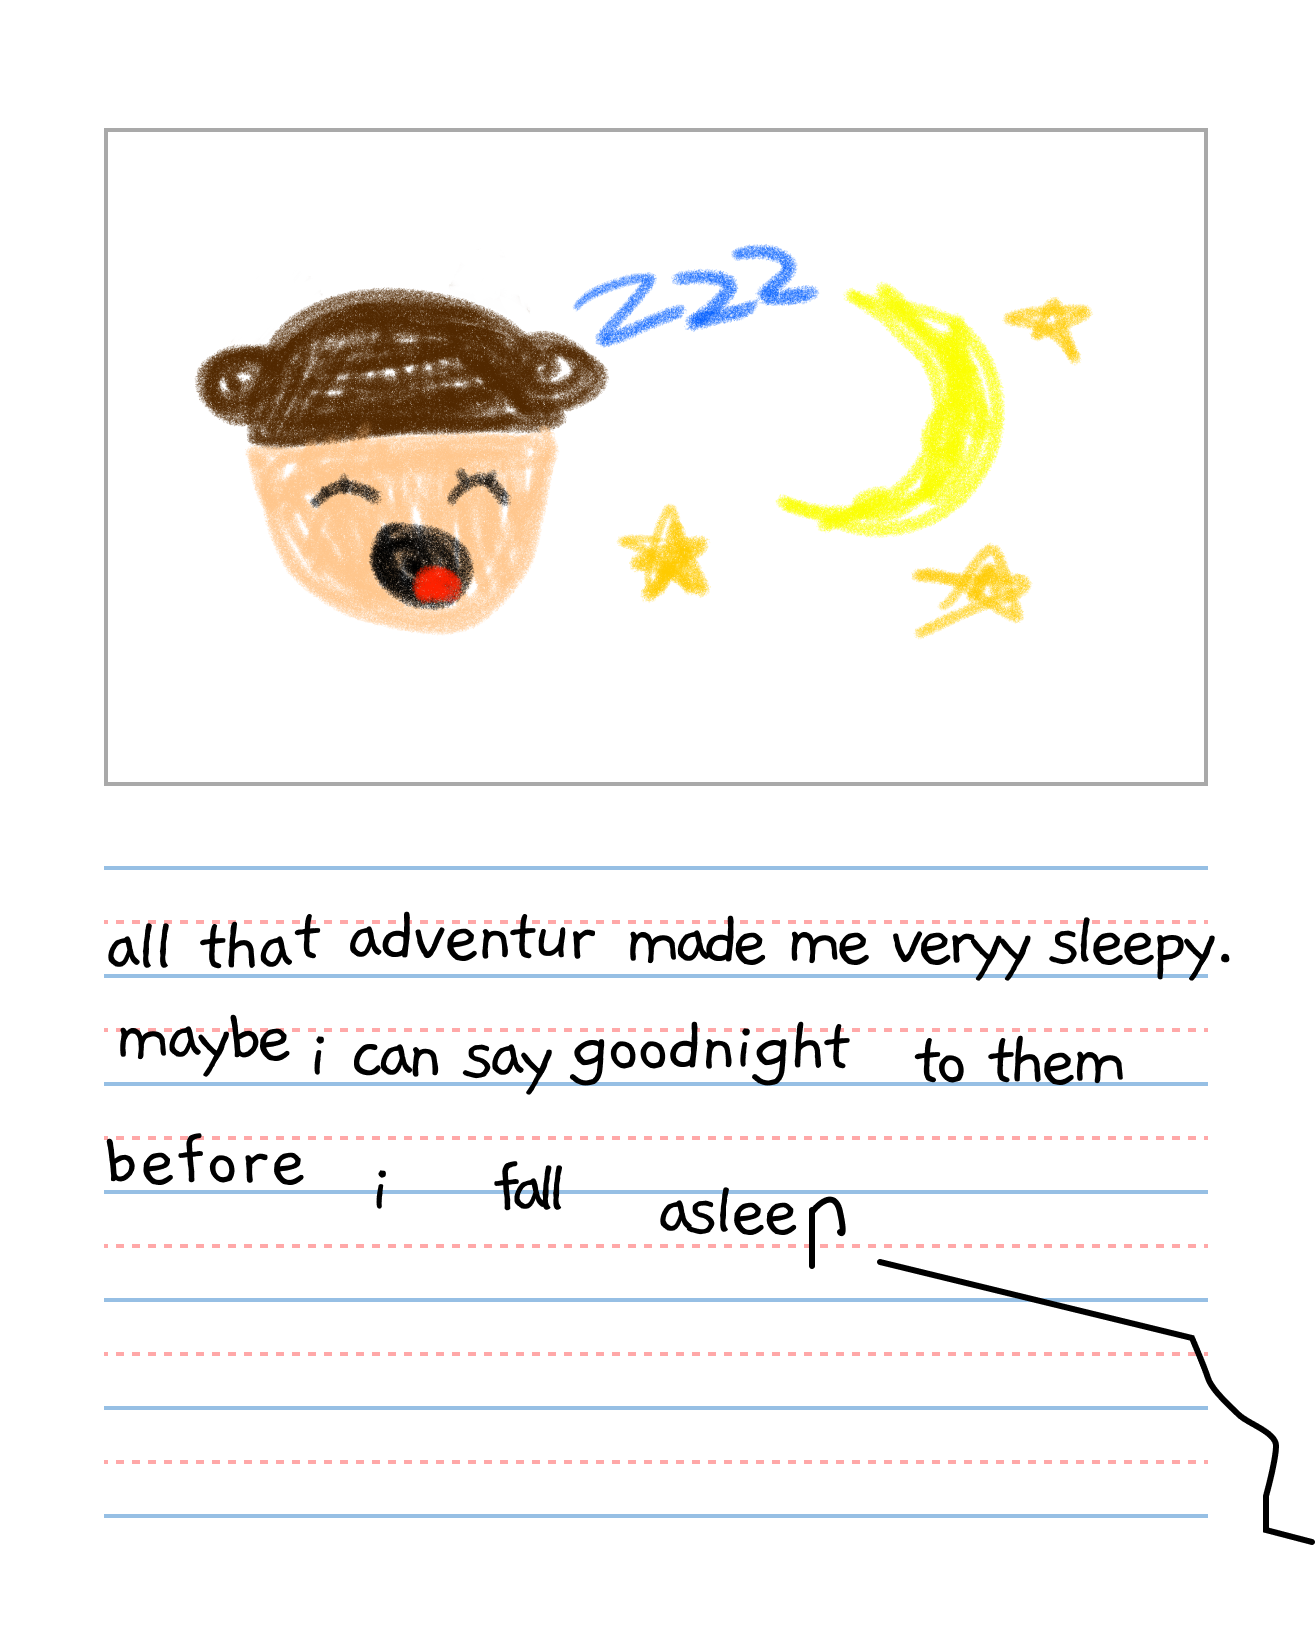 zzz
all that adventur made me veryy sleepy.
maybe i can say goodnight to them
before i fall asleep